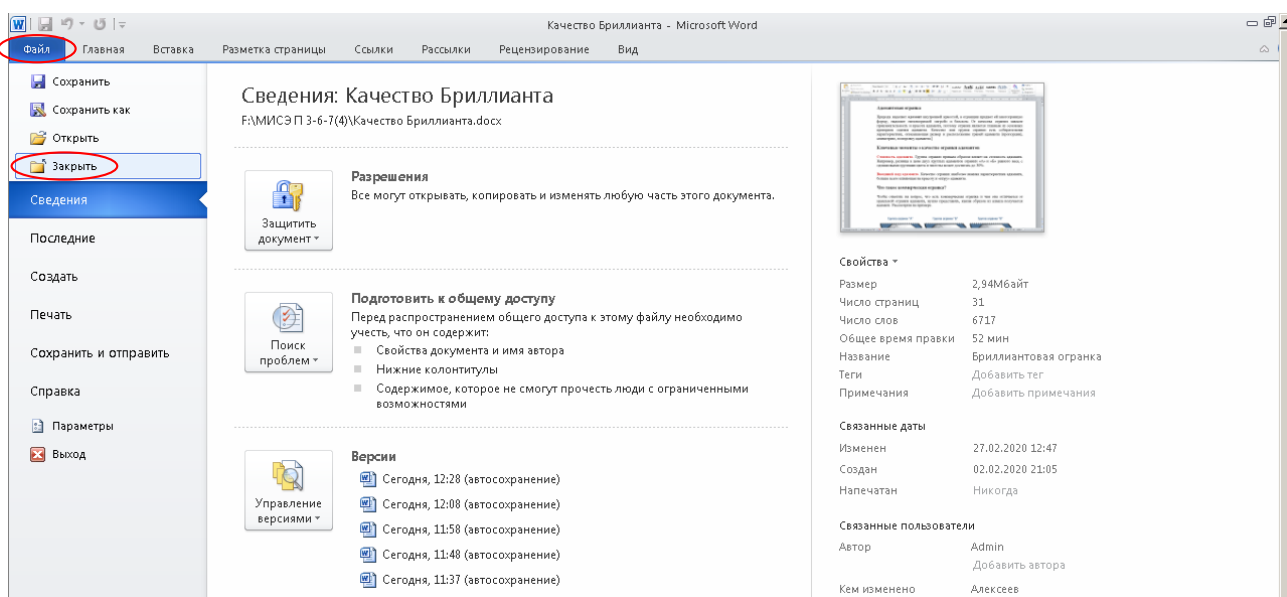 Качество Бриллианта - Microsoft Word
Файл Главная Вставка Разметка страницы Ссылки Рассылки Рецензирование Вид
Сохранить
Сохранить как
Открыть
Закрыть
Сведения
Последние
Создать
Печать
Сохранить и отправить
Справка
Параметры
Выход
Сведения: Качество Бриллианта
F:\МИСЭ П 3-6-7(4)\Качество Бриллианта.docx
Защитить
документ
Разрешения
Все могут открывать, копировать и изменять любую часть этого документа.
Поиск
проблем
Подготовить к общему доступу
Перед распространением общего доступа к этому файлу необходимо
учесть, что он содержит:
Свойства документа и имя автора
Нижние колонтитулы
Содержимое, которое не смогут прочесть люди с ограниченными
возможностями
Управление
версиями
Версии
Сегодня, 12:28 (автосохранение)
Сегодня, 12:08 (автосохранение)
Сегодня, 11:58 (автосохранение)
Сегодня, 11:48 (автосохранение)
Сегодня, 11:37 (автосохранение)
Свойства
Размер 2,94Мбайт
Число страниц 31
Число слов 6717
Общее время правки 52 мин
Название Бриллиантовая огранка
Теги Добавить тег
Примечания Добавить примечания
Связанные даты
Изменен 27.02.2020 12:47
Создан 02.02.2020 21:05
Напечатан Никогда
Связанные пользователи
Автор Admin
Добавить автора
Кем изменено Алексеев